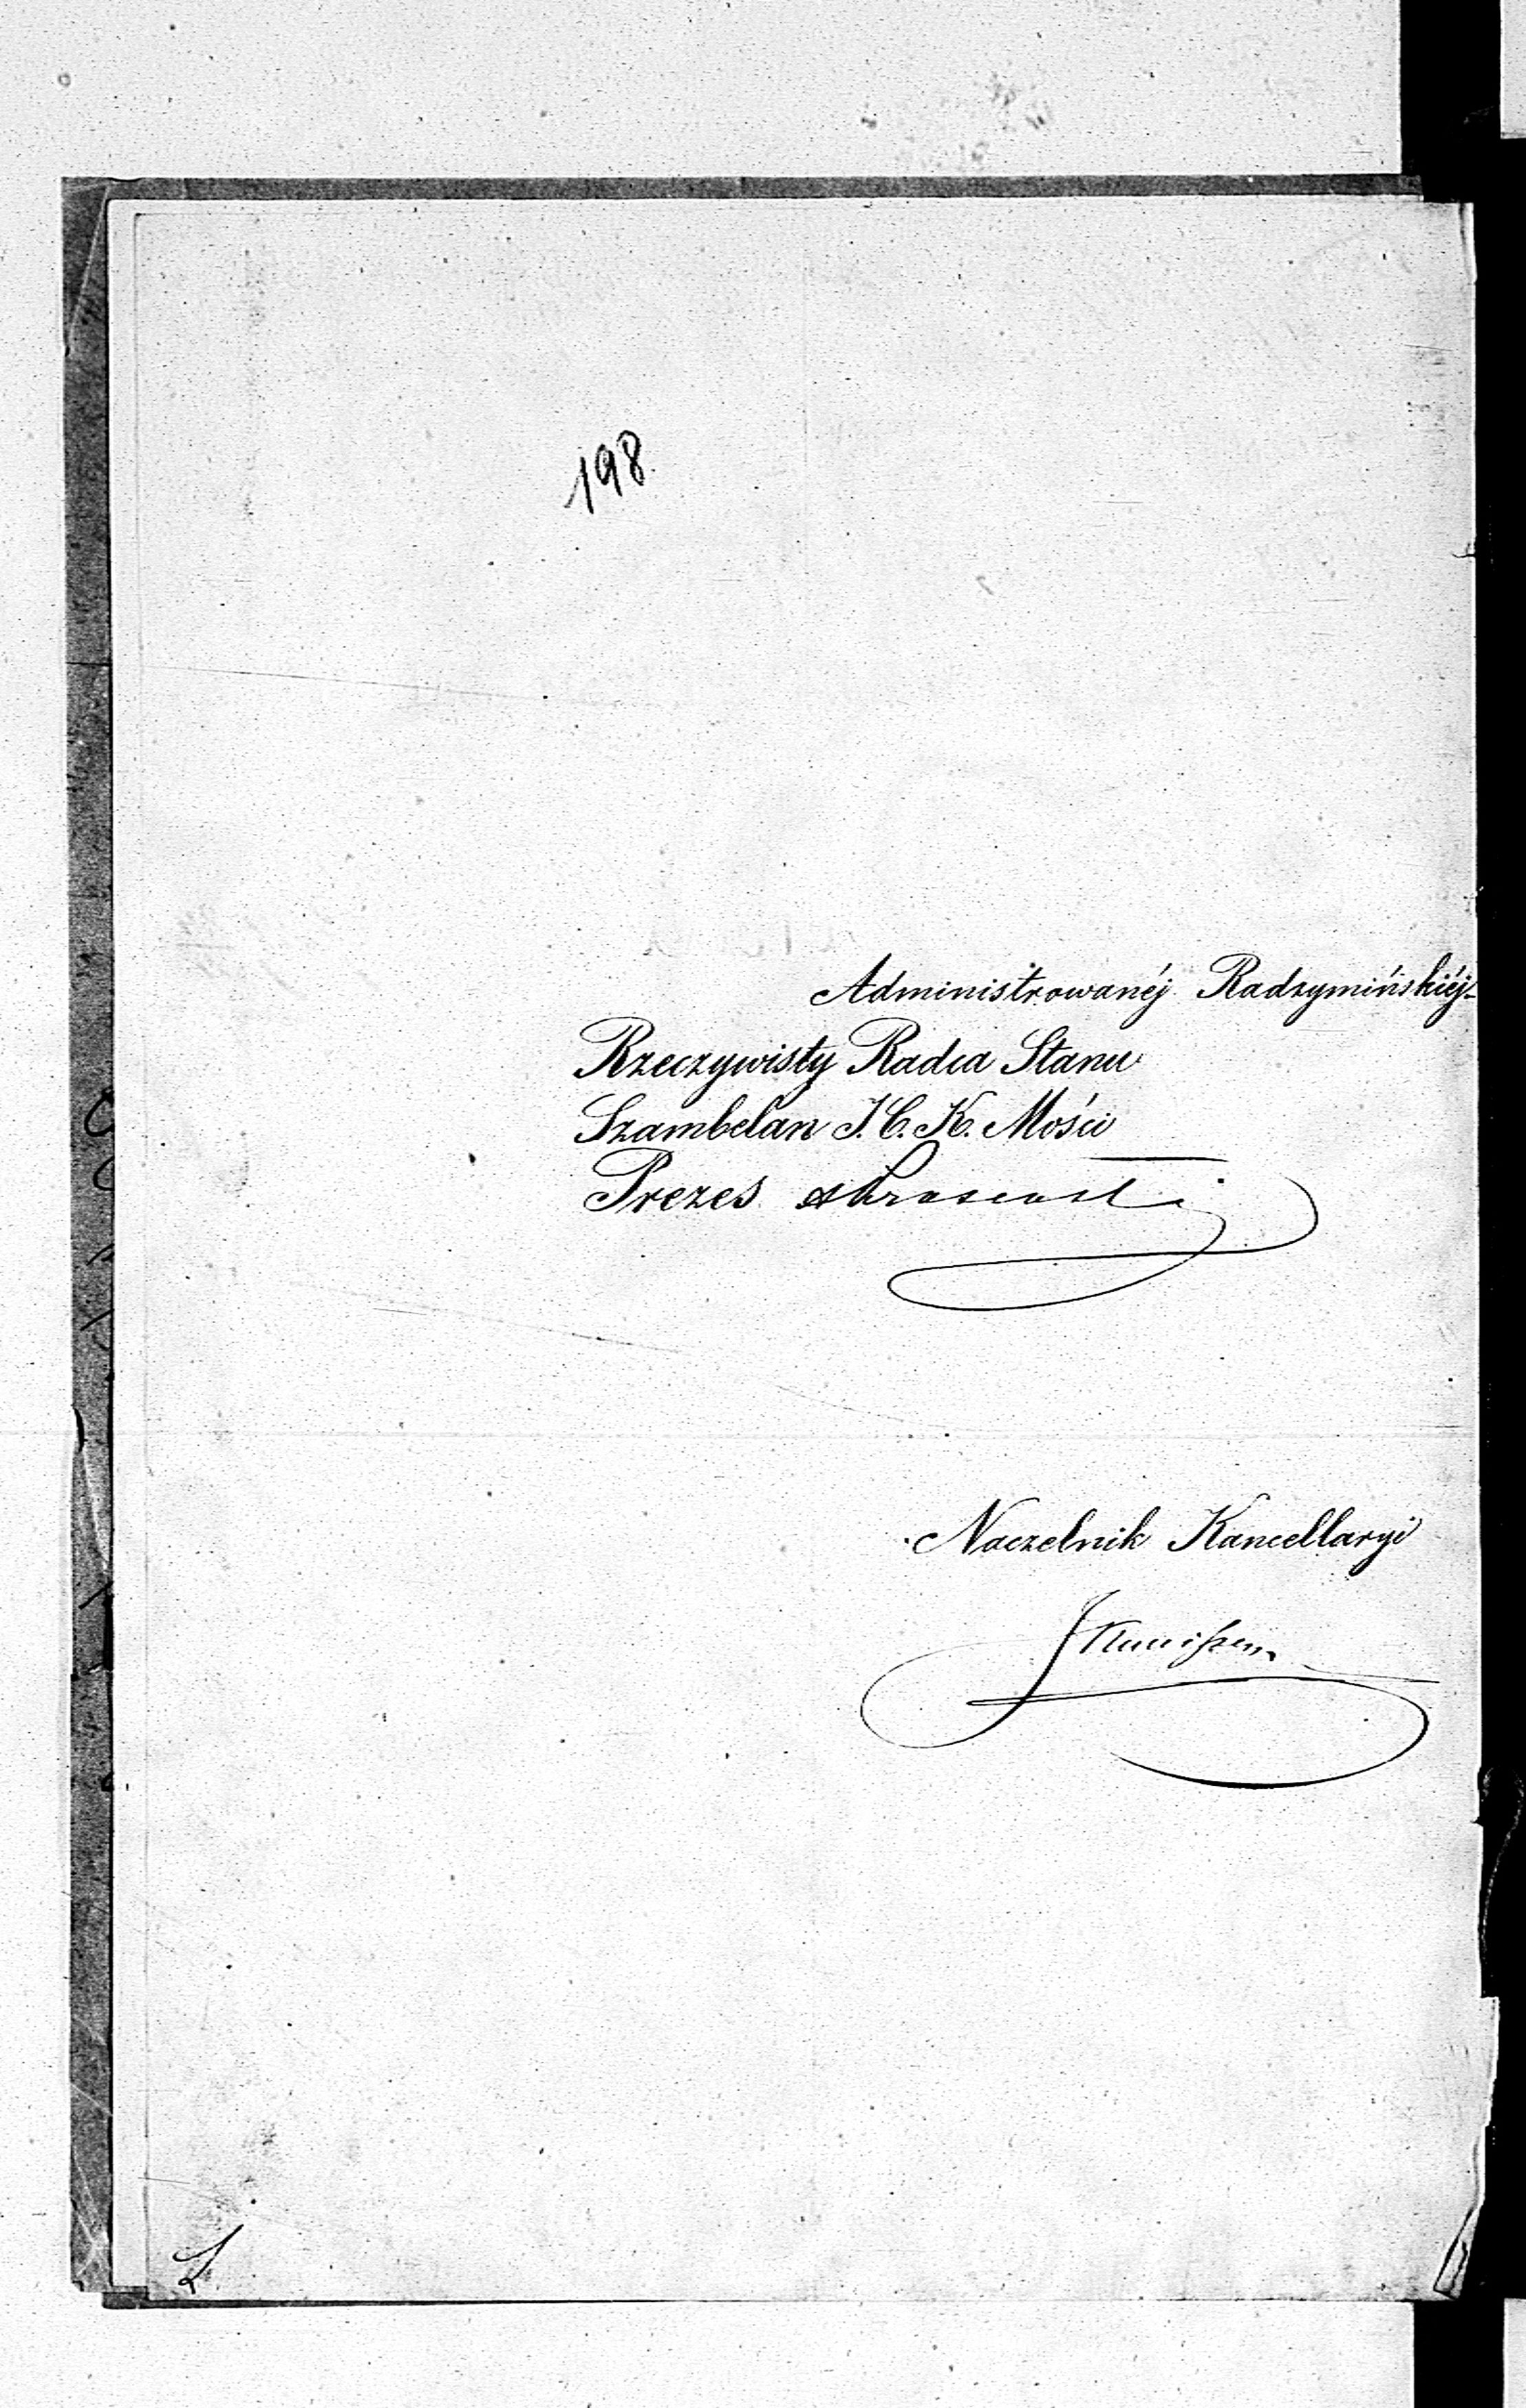 198.
Administrowanéj Radzymińskiéj.
Rzeczywisty Radca Stanu
Szambelan J. C. K. Mości
Prezes
Naczelnik Kancellaryi